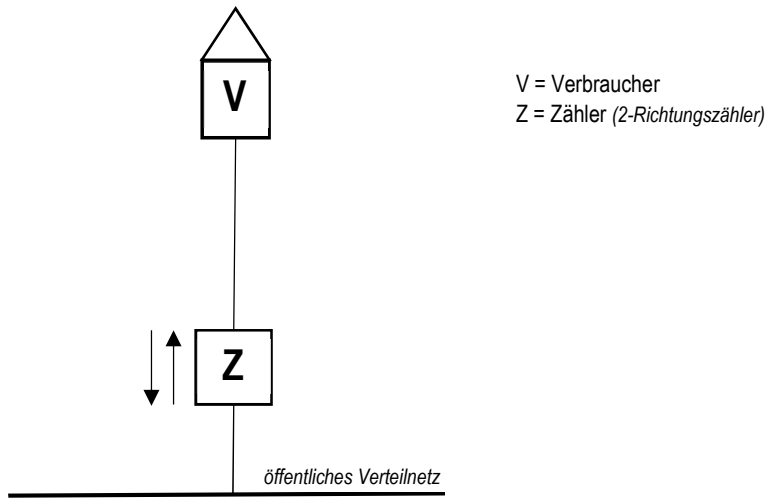 V
V = Verbraucher
Z = Zähler (2-Richtungszähler)
Z
öffentliches Verteilnetz